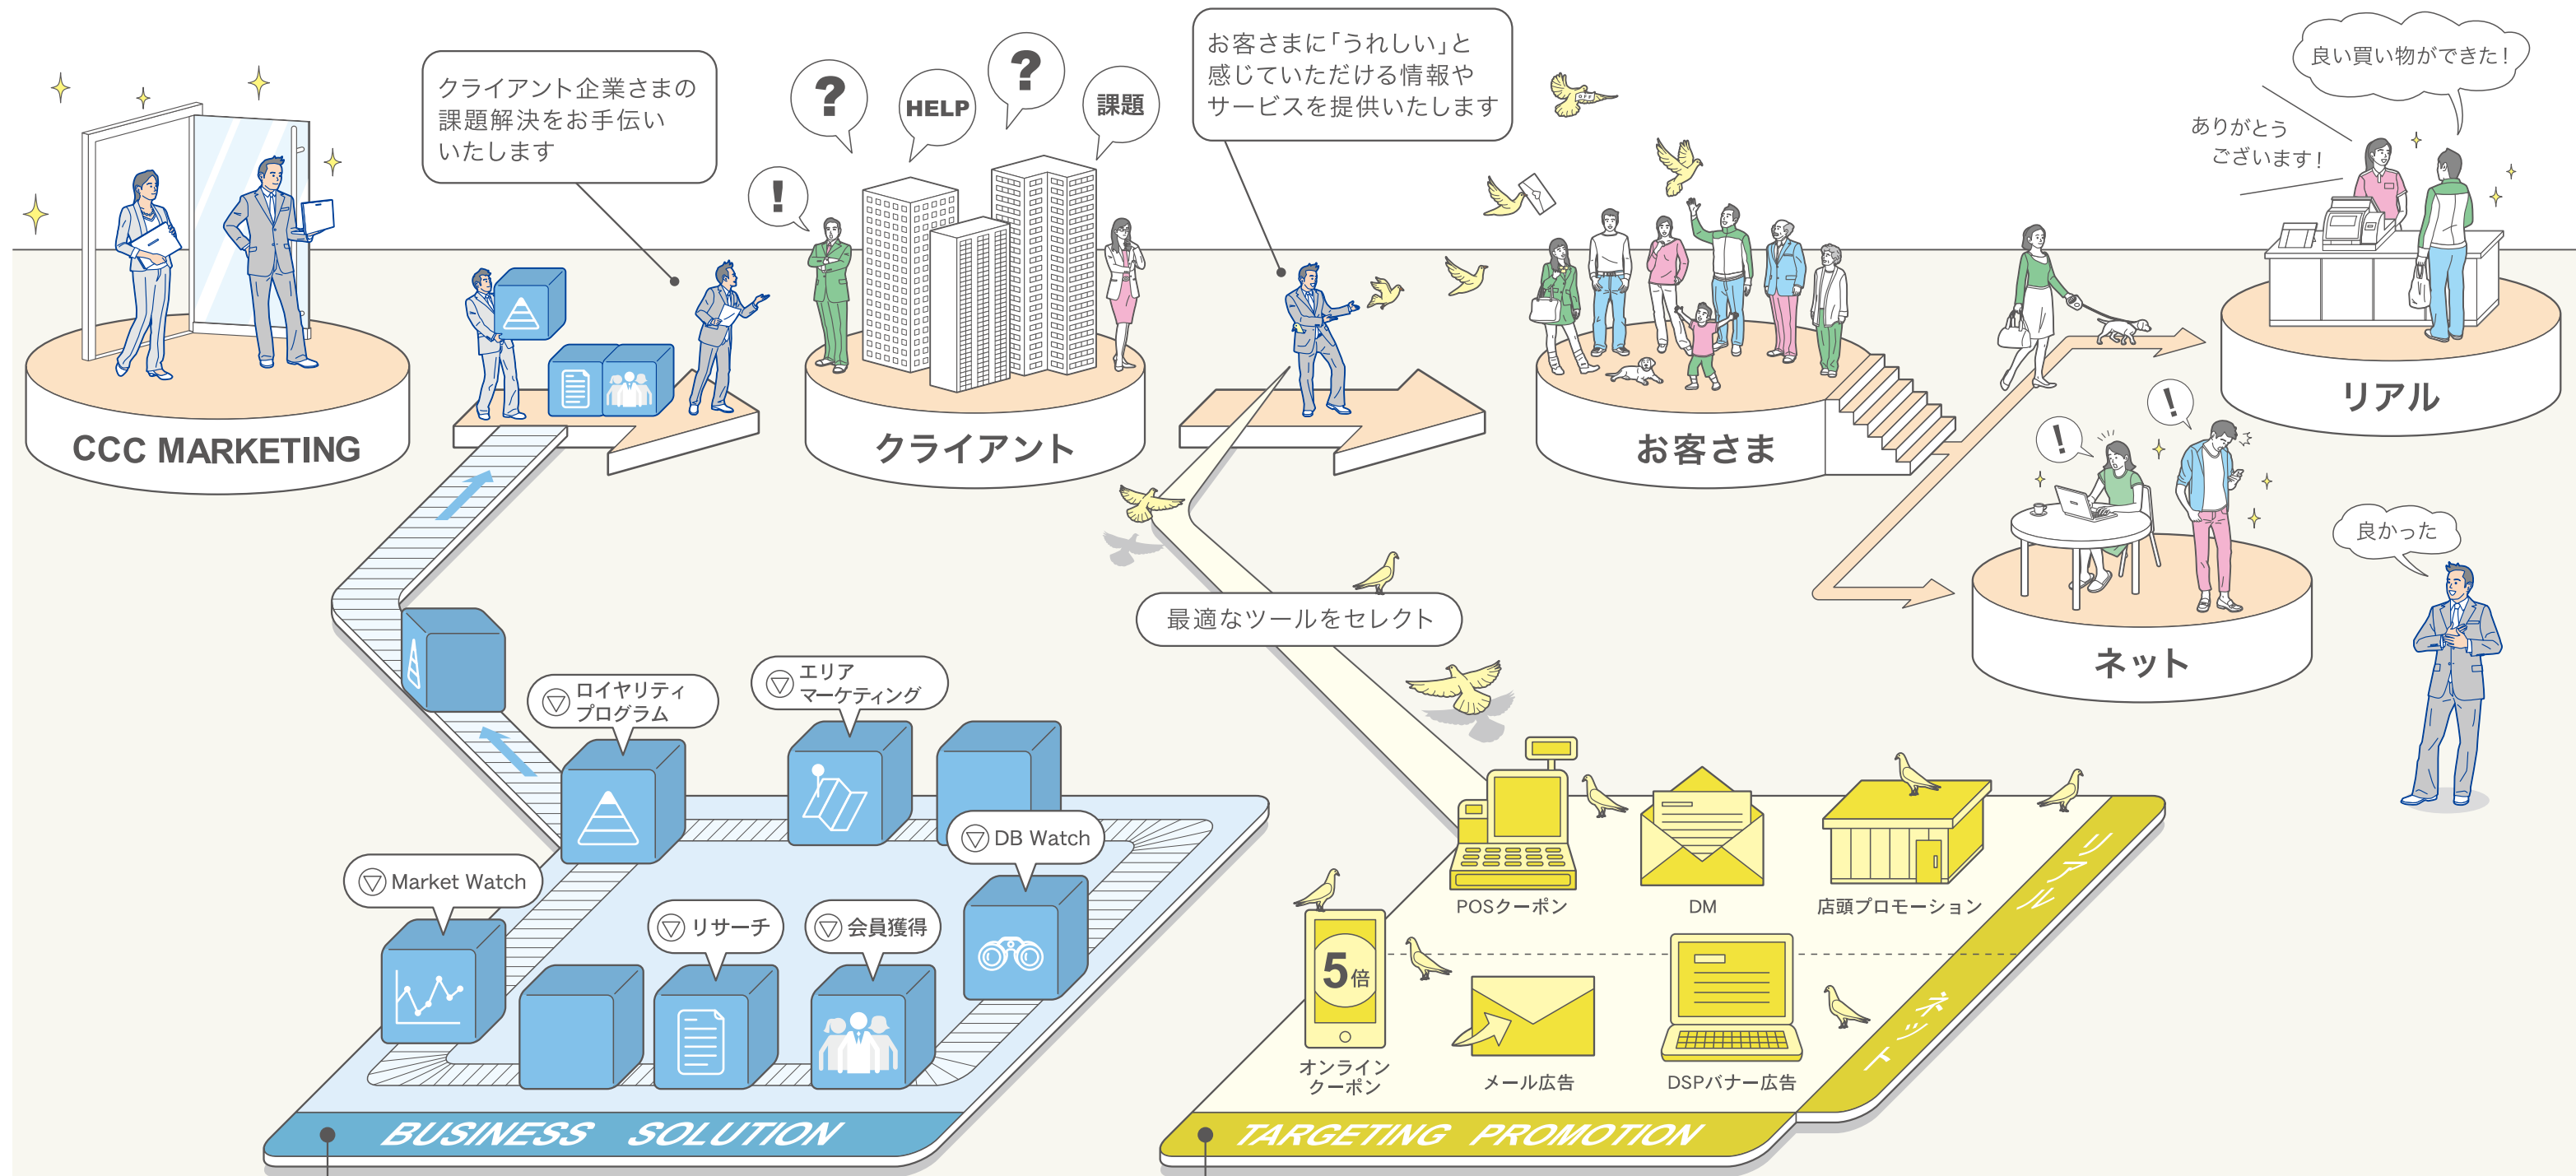 クライアント企業さまの
課題解決をお手伝い
いたします
!
?
HELP
?
課題
お客さまに「うれしい」と
感じていただける情報や
サービスを提供いたします
OFF
良い買い物ができた!
ありがとう
ございます!
CCC MARKETING
クライアント
お客さま
リアル
!
!
ネット
良かった
最適なツールをセレクト
ロイヤリティ
プログラム
エリア
マーケティング
DB Watch
Market Watch
リサーチ
会員獲得
BUSINESS SOLUTION
POSクーポン
DM
店頭プロモーション
リアル
5倍
オンライン
クーポン
メール広告
DSPバナー広告
ネット
TARGETING PROMOTION